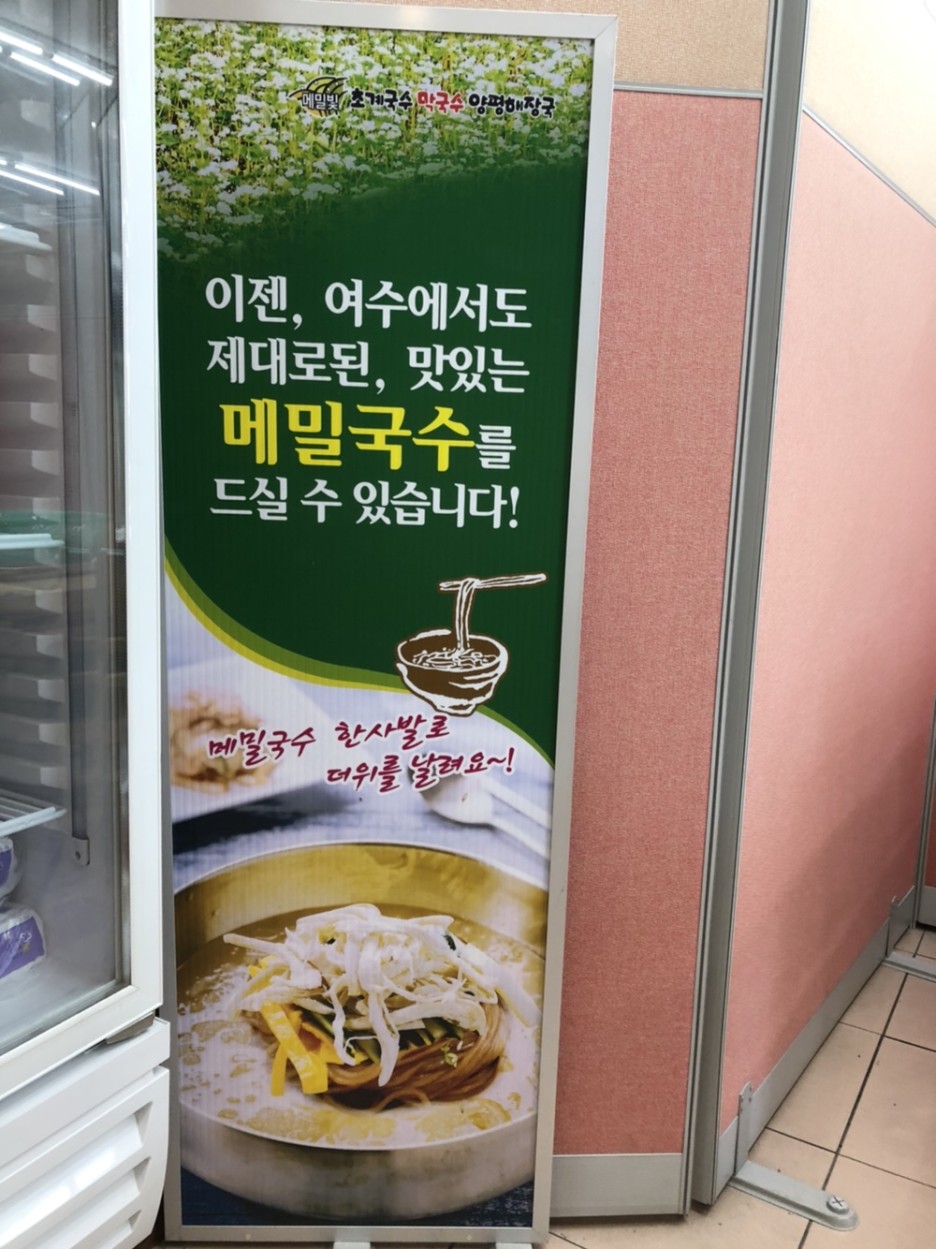 메밀빛 초계국수 막국수 양평해장국
이젠, 여수에서도
제대로된, 맛있는
메밀국수를
드실 수 있습니다!
메밀국수 한사발로
더위를 날려요~!